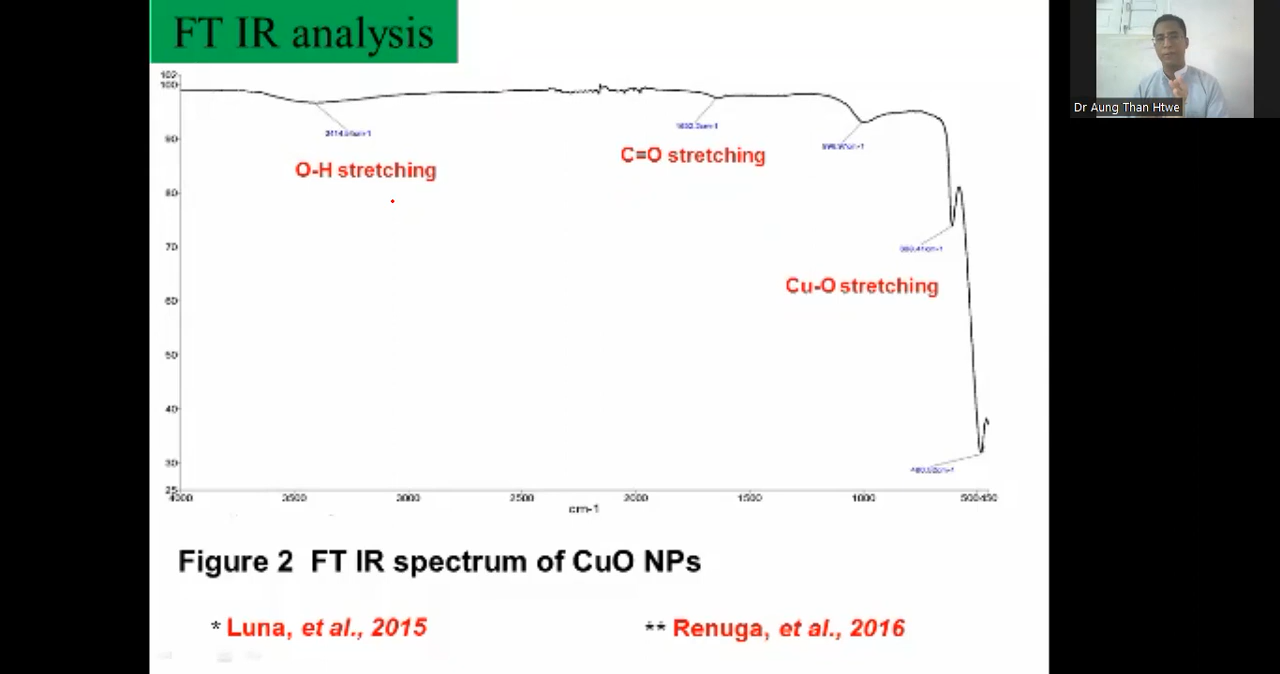 FT IR analysis
Dr Aung Than Htwe
102
100
90
80
70
60
50
40
30
25
O-H stretching
C=O stretching
Cu-O stretching
4000
3500
3000
2500
2000
1500
1000
500450
cm-1
Figure 2 FT IR spectrum of CuO NPs
* Luna, et al., 2015
** Renuga, et al., 2016